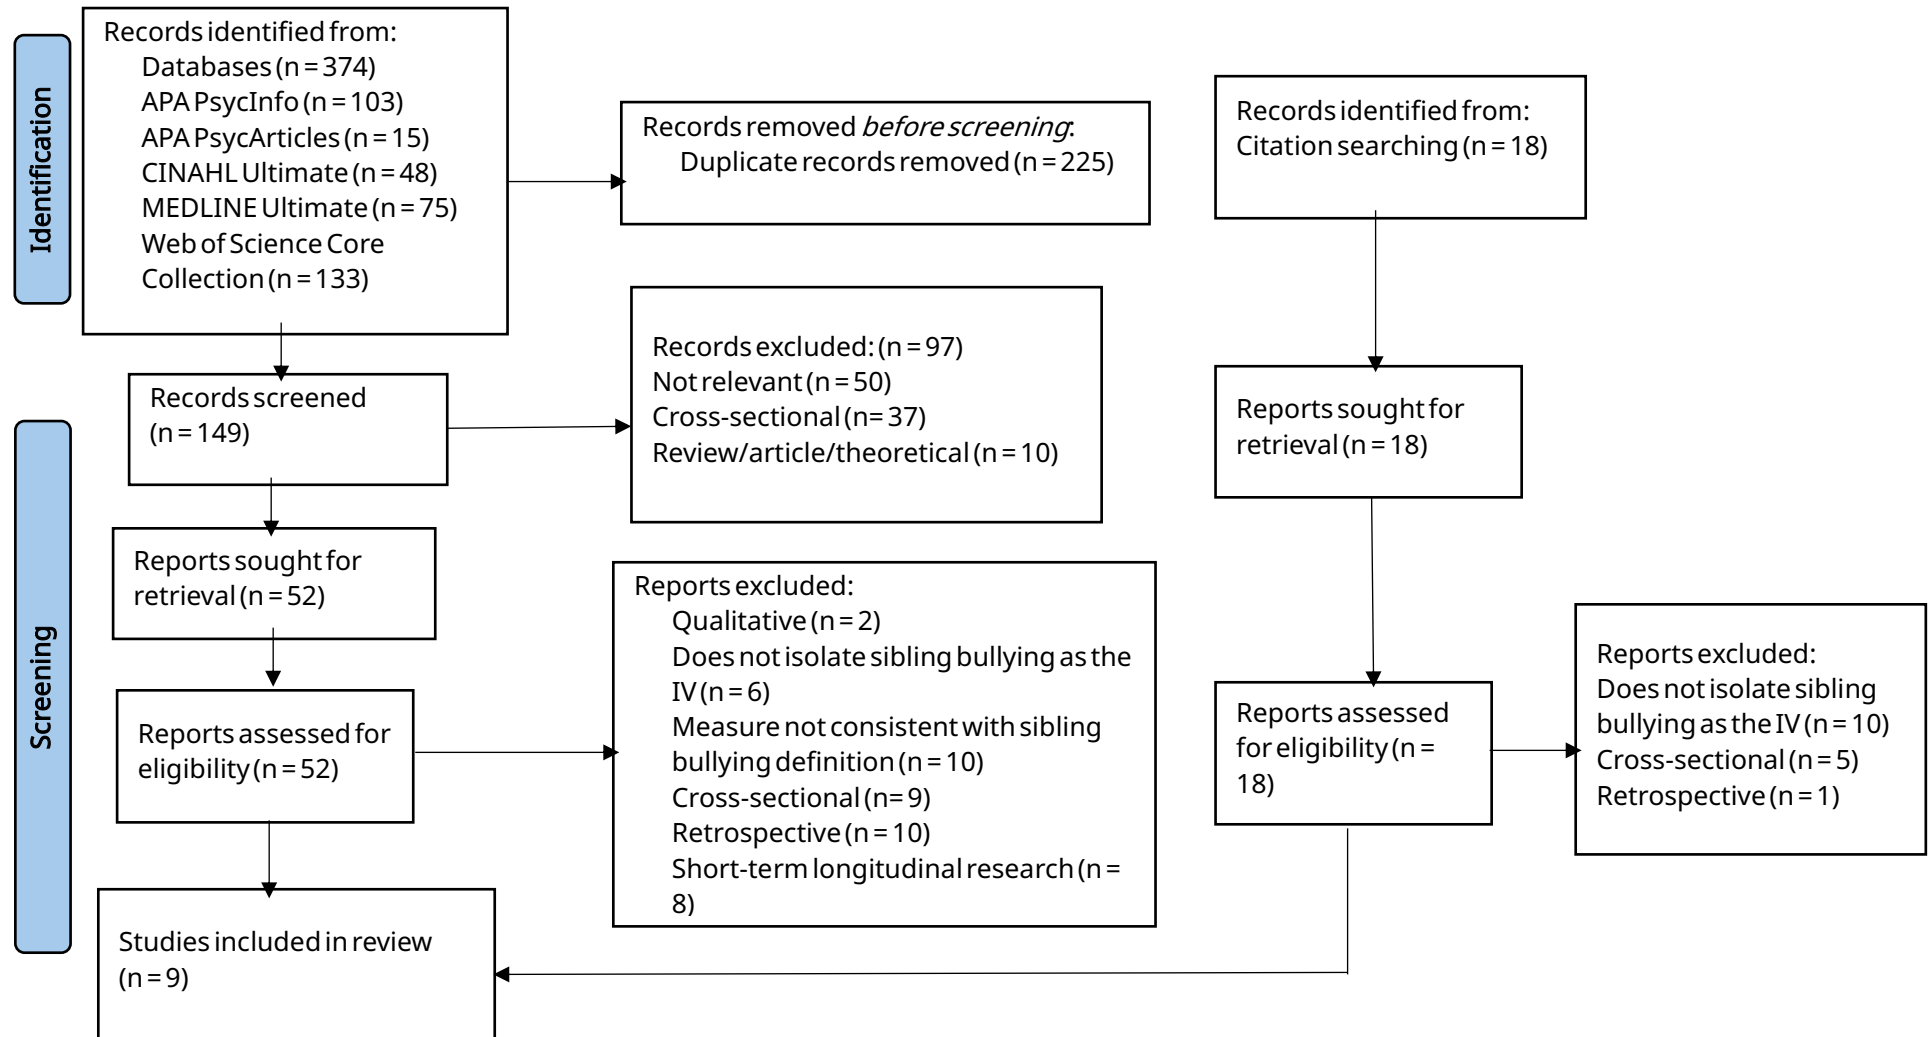 Identification
Records identified from:
Databases (n = 374)
APA PsycInfo (n = 103)
APA PsycArticles (n = 15)
CINAHL Ultimate (n = 48)
MEDLINE Ultimate (n = 75)
Web of Science Core
Collection (n = 133)
Records removed before screening:
Duplicate records removed (n = 225)
Records identified from:
Citation searching (n = 18)
Screening
Records screened
(n = 149)
Records excluded: (n = 97)
Not relevant (n = 50)
Cross-sectional (n= 37)
Review/article/theoretical (n = 10)
Reports sought for
retrieval (n = 18)
Reports sought for
retrieval (n = 52)
Reports assessed for
eligibility (n = 52)
Reports excluded:
Qualitative (n = 2)
Does not isolate sibling bullying as the
IV (n = 6)
Measure not consistent with sibling
bullying definition (n = 10)
Cross-sectional (n= 9)
Retrospective (n = 10)
Short-term longitudinal research (n =
8)
Reports assessed
for eligibility (n =
18)
Reports excluded:
Does not isolate sibling
bullying as the IV (n = 10)
Cross-sectional (n = 5)
Retrospective (n = 1)
Studies included in review
(n = 9)